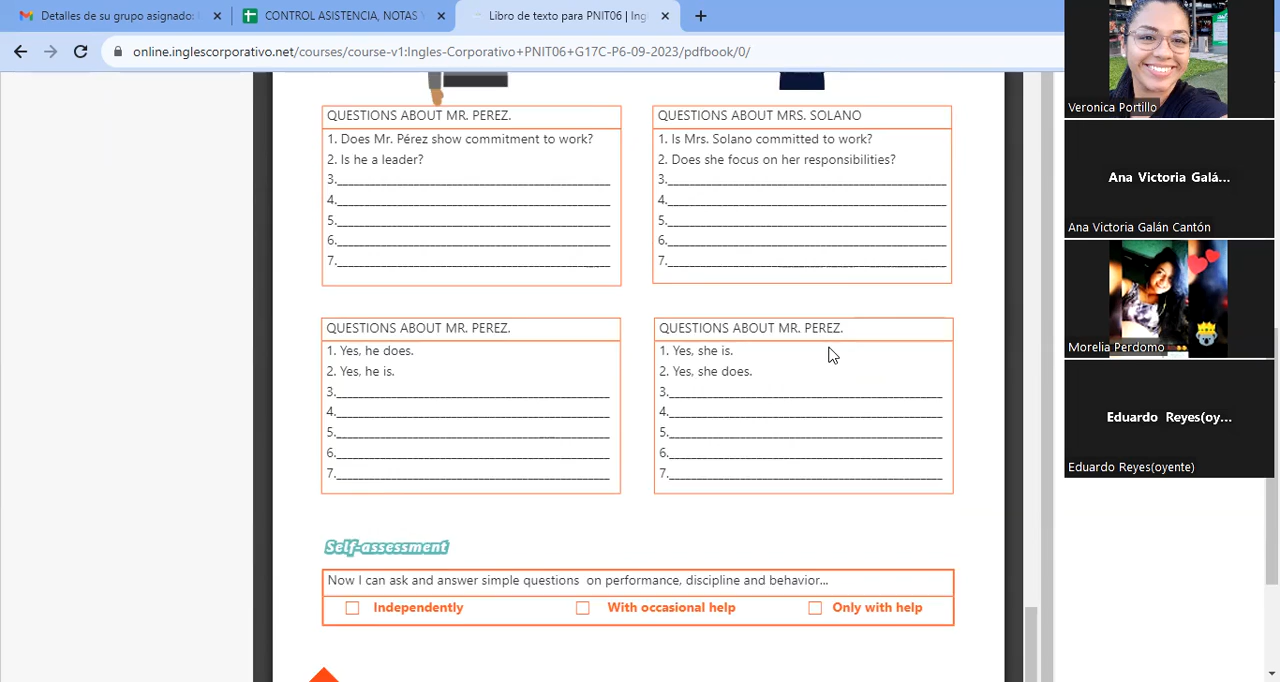 Detalles de su grupo asignado:
CONTROL ASISTENCIA, NOTAS
Libro de texto para PNIT06 | Ing
online.inglescorporativo.net/courses/course-v1:Ingles-Corporativo+PNIT06+G17C-P6-09-2023/pdfbook/0/
QUESTIONS ABOUT MR. PEREZ.
1. Does Mr. Pérez show commitment to work?
2. Is he a leader?
3.
4.
5.
6.
7.
QUESTIONS ABOUT MRS. SOLANO
1. Is Mrs. Solano committed to work?
2. Does she focus on her responsibilities?
3.
4.
5.
6.
7.
QUESTIONS ABOUT MR. PEREZ.
1. Yes, he does.
2. Yes, he is.
3.
4.
5.
6.
7.
QUESTIONS ABOUT MR. PEREZ.
1. Yes, she is.
2. Yes, she does.
3.
4.
5.
6.
7.
Self-assessment
Now I can ask and answer simple questions on performance, discipline and behavior...
Independently
With occasional help
Only with help
Veronica Portillo
Ana Victoria Galá...
Ana Victoria Galán Cantón
Morelia Perdomo
Eduardo Reyes(oy...
Eduardo Reyes(oyente)